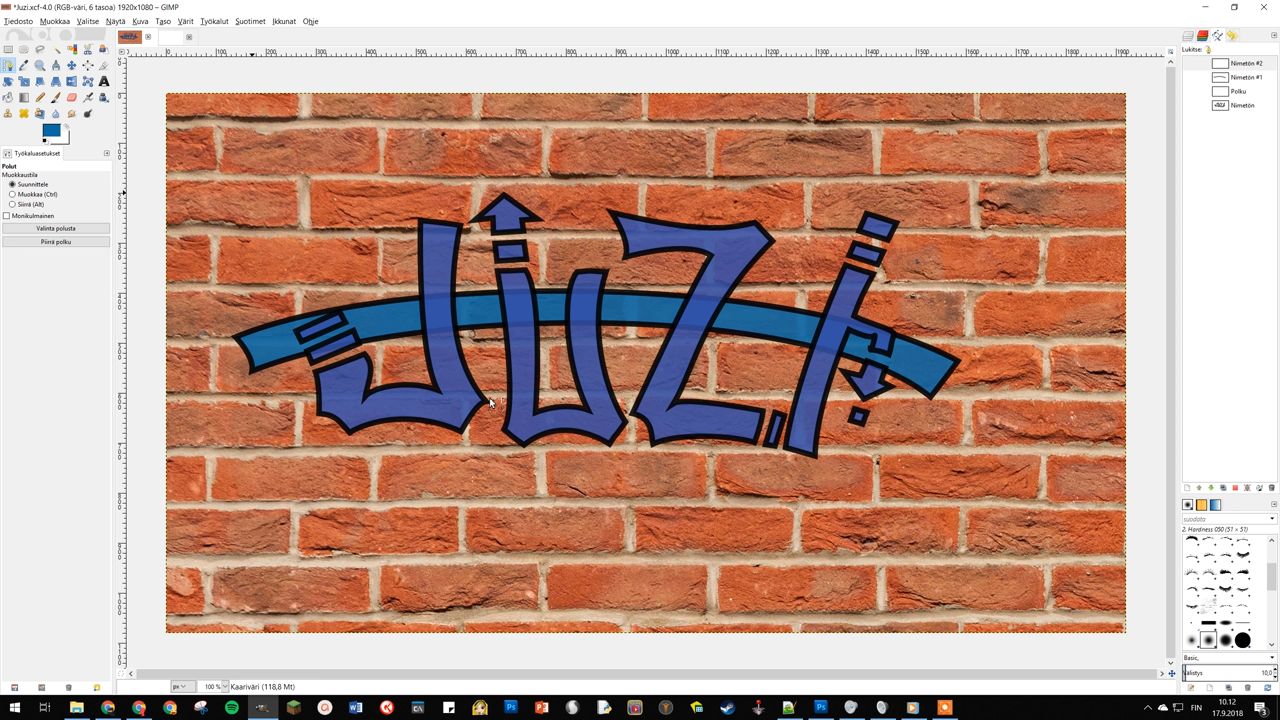 *Juzi.xcf-4.0 (RGB-väri, 6 tasoa) 1920x1080 – GIMP
Tiedosto Muokkaa Valitse Näytä Kuva Taso Värit Työkalut Suotimet Ikkunat Ohje
Lukitse:
Nimetön #2
Nimetön #1
Polku
Nimetön
Työkaluasetukset
Polut
Muokkaustila
Suunnittele
Muokkaa (Ctrl)
Siirrä (Alt)
Monikulmainen
Valinta polusta
Piirrä polku
JUZI
suodata
2. Hardness 050 (51 × 51)
Basic,
Välistys 10,0
px 100 % Kaariväri (118,8 Mt)
FIN
10.12
17.9.2018